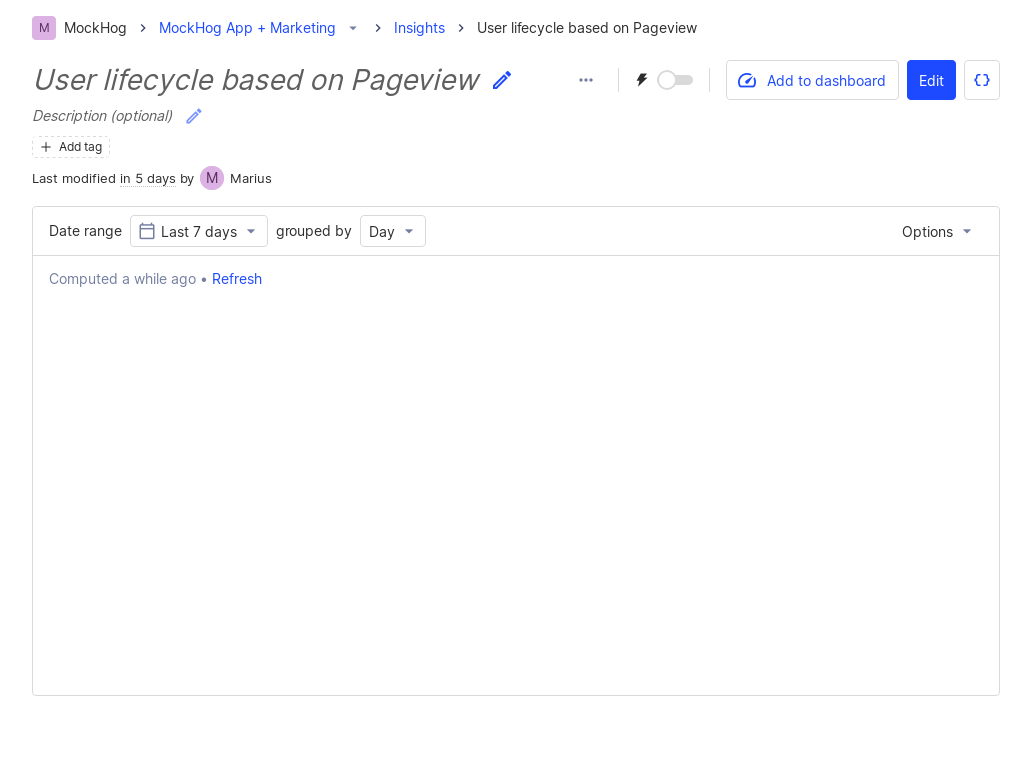 M MockHog MockHog App + Marketing Insights User lifecycle based on Pageview
User lifecycle based on Pageview
Add to dashboard Edit {}
Description (optional)
Add tag
Last modified in 5 days by M Marius
Date range Last 7 days grouped by Day Options
Computed a while ago • Refresh